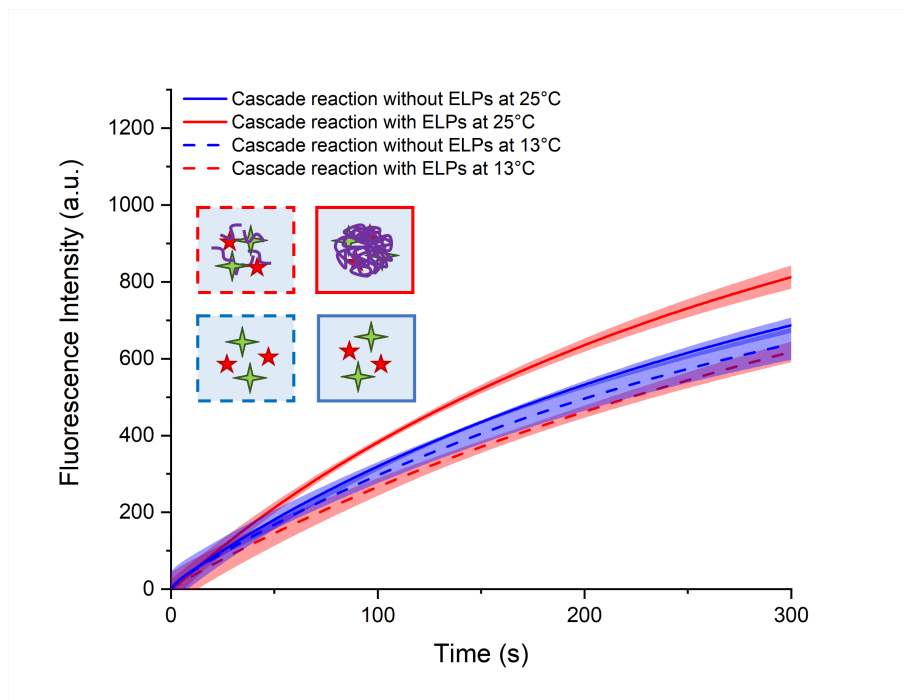 Cascade reaction without ELPs at 25°C
Cascade reaction with ELPs at 25°C
Cascade reaction without ELPs at 13°C
Cascade reaction with ELPs at 13°C
Fluorescence Intensity (a.u.)
1200
1000
800
600
400
200
0
0 100 200 300
Time (s)